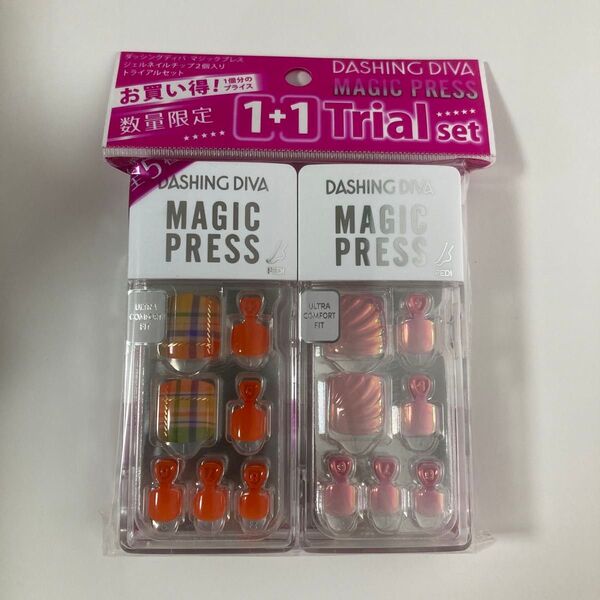 ダッシングディバ マジックプレス
ジェルネイルチップ2個入り
トライアルセット
お買い得!
1個分の
プライス
数量限定
DASHING DIVA
MAGIC PRESS
1+1 Trial set
全5種
DASHING DIVA
MAGIC
PRESS
PEDI
ULTRA
COMFORT
FIT
DASHING DIVA
MAGIC
PRESS
PEDI
ULTRA
COMFORT
FIT